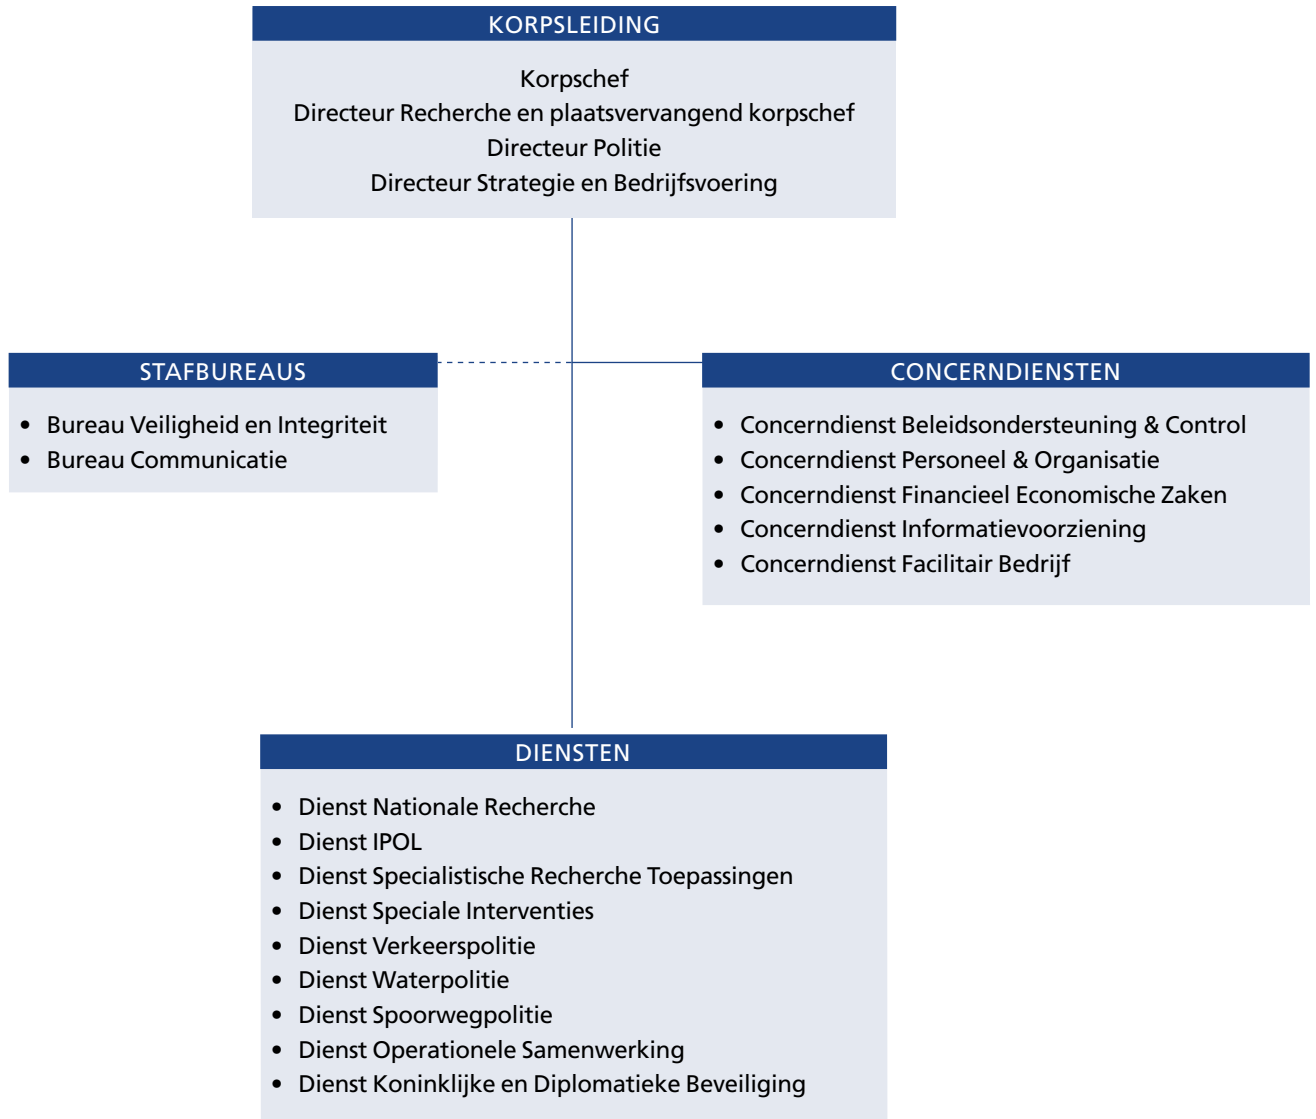 KORPSLEIDING
Korpschef
Directeur Recherche en plaatsvervangend korpschef
Directeur Politie
Directeur Strategie en Bedrijfsvoering
STAFBUREAUS
• Bureau Veiligheid en Integriteit
• Bureau Communicatie
CONCERNDIENSTEN
• Concerndienst Beleidsondersteuning & Control
• Concerndienst Personeel & Organisatie
• Concerndienst Financieel Economische Zaken
• Concerndienst Informatievoorziening
• Concerndienst Facilitair Bedrijf
DIENSTEN
• Dienst Nationale Recherche
• Dienst IPOL
• Dienst Specialistische Recherche Toepassingen
• Dienst Speciale Interventies
• Dienst Verkeerspolitie
• Dienst Waterpolitie
• Dienst Spoorwegpolitie
• Dienst Operationele Samenwerking
• Dienst Koninklijke en Diplomatieke Beveiliging